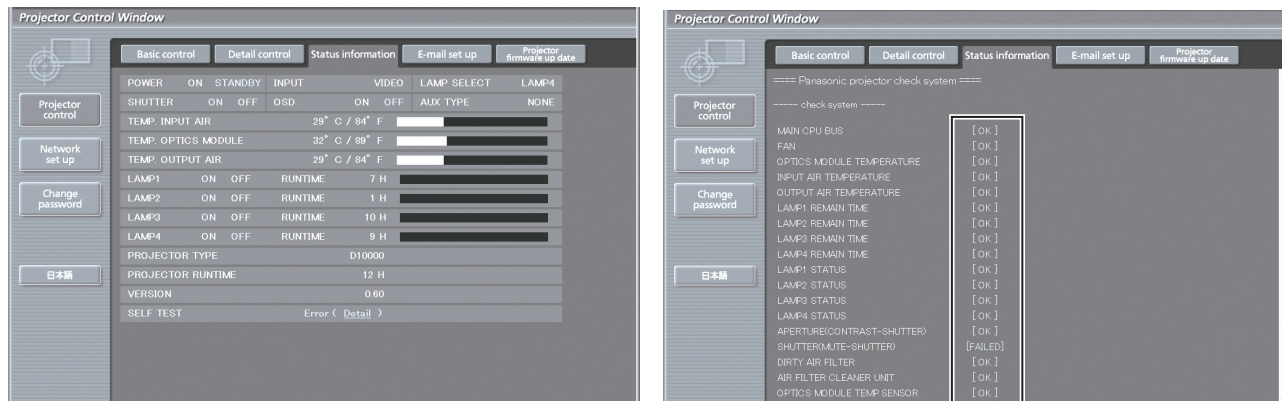 Projector Control Window
Basic control Detail control Status information E-mail set up Projector firmware up date
Projector control
Network set up
Change password
日本語
POWER ON STANDBY INPUT VIDEO LAMP SELECT LAMP4
SHUTTER ON OFF OSD ON OFF AUX TYPE NONE
TEMP. INPUT AIR 29° C / 84° F
TEMP. OPTICS MODULE 32° C / 89° F
TEMP. OUTPUT AIR 29° C / 84° F
LAMP1 ON OFF RUNTIME 7 H
LAMP2 ON OFF RUNTIME 1 H
LAMP3 ON OFF RUNTIME 10 H
LAMP4 ON OFF RUNTIME 9 H
PROJECTOR TYPE D10000
PROJECTOR RUNTIME 12 H
VERSION 0.60
SELF TEST Error ( Detail )
Projector Control Window
Basic control Detail control Status information E-mail set up Projector firmware up date
Projector control
Network set up
Change password
日本語
==== Panasonic projector check system ====
----- check system -----
MAIN CPU BUS [ OK ]
FAN [ OK ]
OPTICS MODULE TEMPERATURE [ OK ]
INPUT AIR TEMPERATURE [ OK ]
OUTPUT AIR TEMPERATURE [ OK ]
LAMP1 REMAIN TIME [ OK ]
LAMP2 REMAIN TIME [ OK ]
LAMP3 REMAIN TIME [ OK ]
LAMP4 REMAIN TIME [ OK ]
LAMP1 STATUS [ OK ]
LAMP2 STATUS [ OK ]
LAMP3 STATUS [ OK ]
LAMP4 STATUS [ OK ]
APERTURE(CONTRAST-SHUTTER) [ OK ]
SHUTTER(MUTE-SHUTTER) [FAILED]
DIRTY AIR FILTER [ OK ]
AIR FILTER CLEANER UNIT [ OK ]
OPTICS MODULE TEMP.SENSOR [ OK ]